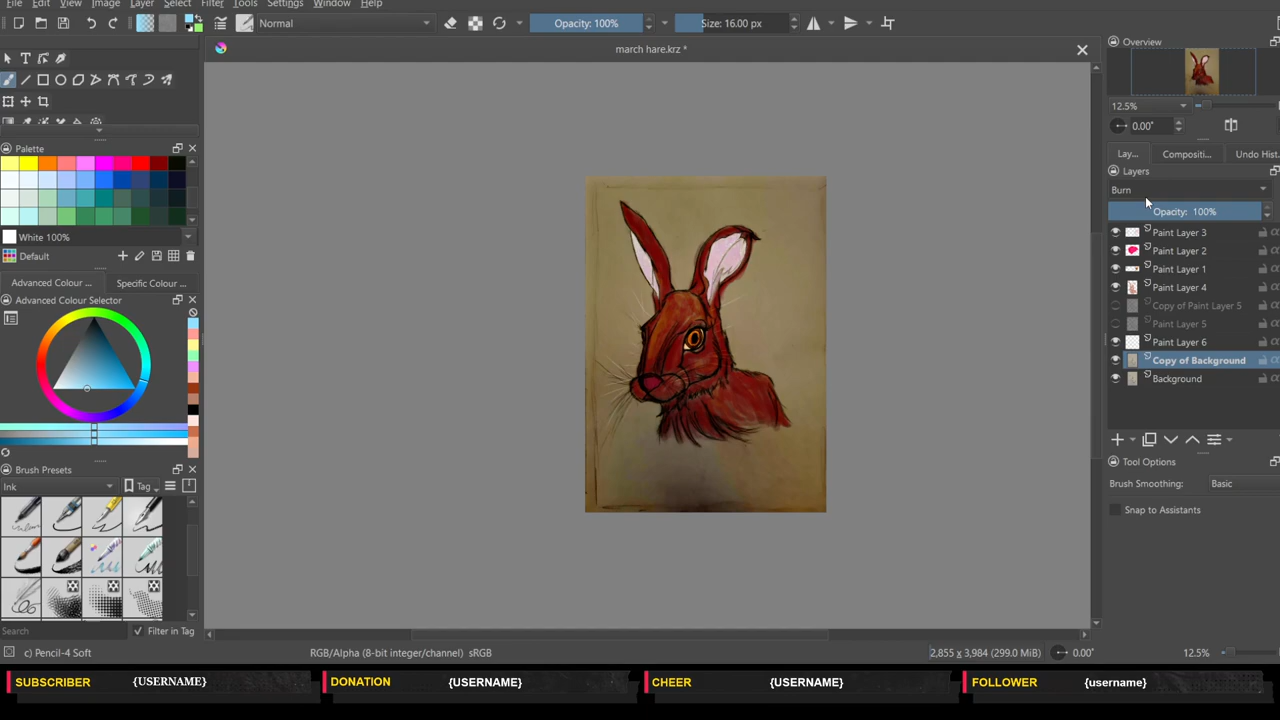 File Edit View Image Layer Select Filter Tools Settings Window Help
Normal Opacity: 100% Size: 16.00 px
march hare.krz *
Overview
12.5%
0.00°
Palette
White 100%
Default
Advanced Colour ... Specific Colour ...
Advanced Colour Selector
Brush Presets
Ink Tag
Search Filter in Tag
Lay... Compositi... Undo Hist.
Layers
Burn
Opacity: 100%
Paint Layer 3
Paint Layer 2
Paint Layer 1
Paint Layer 4
Copy of Paint Layer 5
Paint Layer 5
Paint Layer 6
Copy of Background
Background
Tool Options
Brush Smoothing: Basic
Snap to Assistants
c) Pencil-4 Soft RGB/Alpha (8-bit integer/channel) sRGB 2,855 x 3,984 (299.0 MiB) 0.00° 12.5%
SUBSCRIBER {USERNAME} DONATION {USERNAME} CHEER {USERNAME} FOLLOWER {username}